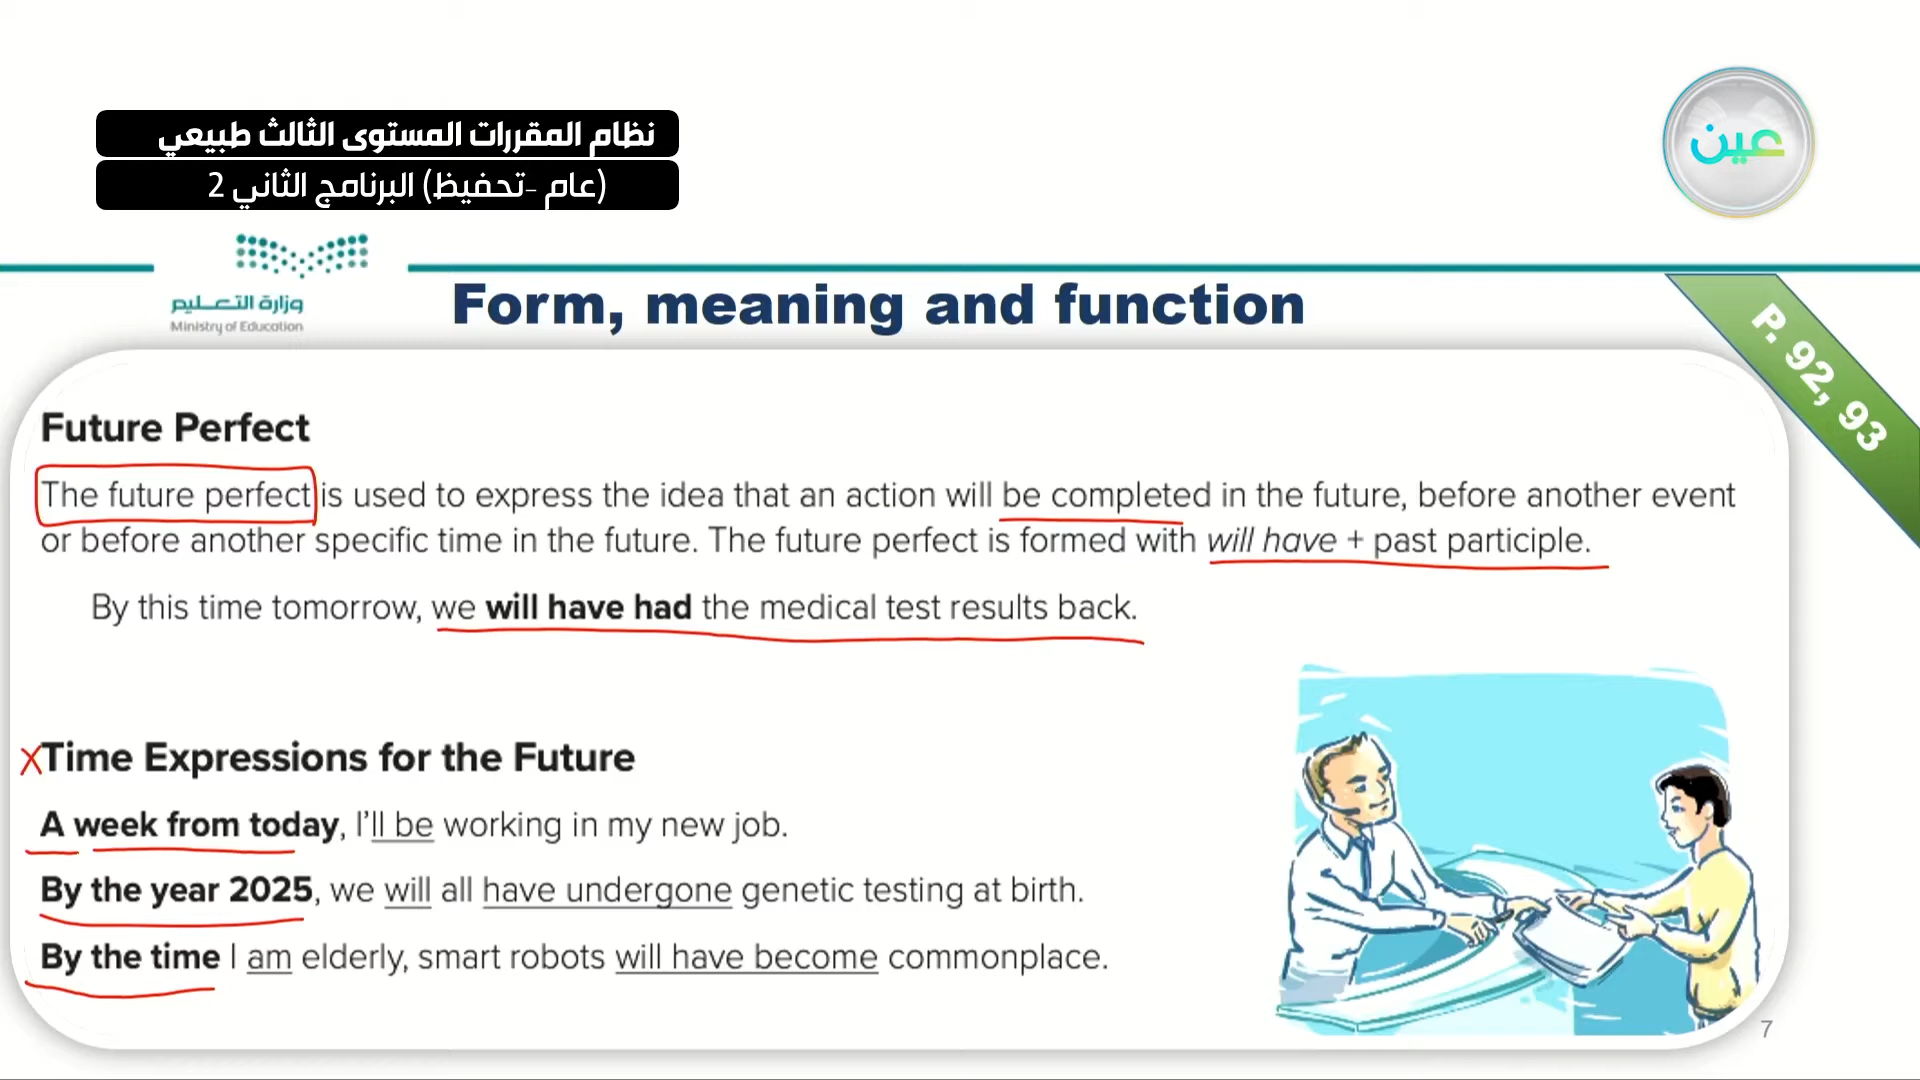 نظام المقررات المستوى الثالث طبيعي
(عام -تحفيظ) البرنامج الثاني 2
عين
وزارة التعليم
Ministry of Education
Form, meaning and function
P. 92, 93
Future Perfect
The future perfect is used to express the idea that an action will be completed in the future, before another event
or before another specific time in the future. The future perfect is formed with will have + past participle.
By this time tomorrow, we will have had the medical test results back.
Time Expressions for the Future
A week from today, I'll be working in my new job.
By the year 2025, we will all have undergone genetic testing at birth.
By the time I am elderly, smart robots will have become commonplace.
7